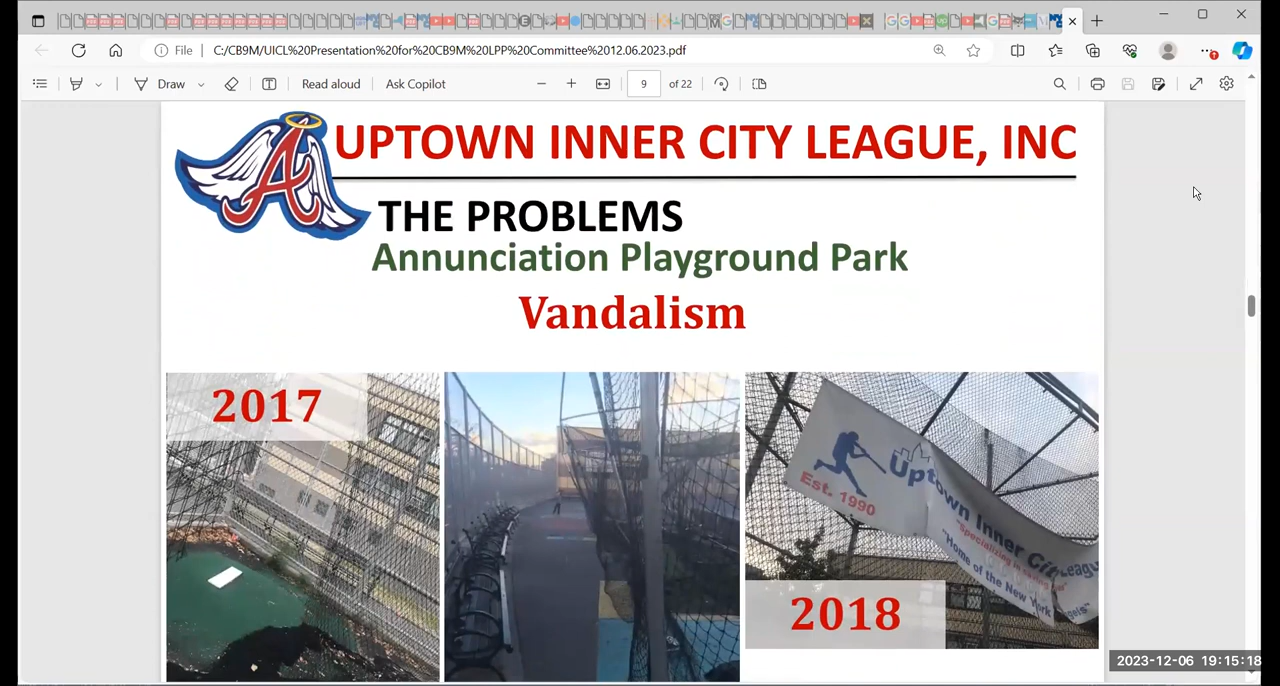 File
C:/CB9M/UICL%20Presentation%20for%20CB9M%20LPP%20Committee%2012.06.2023.pdf
Draw
Read aloud
Ask Copilot
9
of 22
A
UPTOWN INNER CITY LEAGUE, INC
THE PROBLEMS
Annunciation Playground Park
Vandalism
2017
Est. 1990
Uptown Inner City League
"Home of the New York
2018
2023-12-06 19:15:18